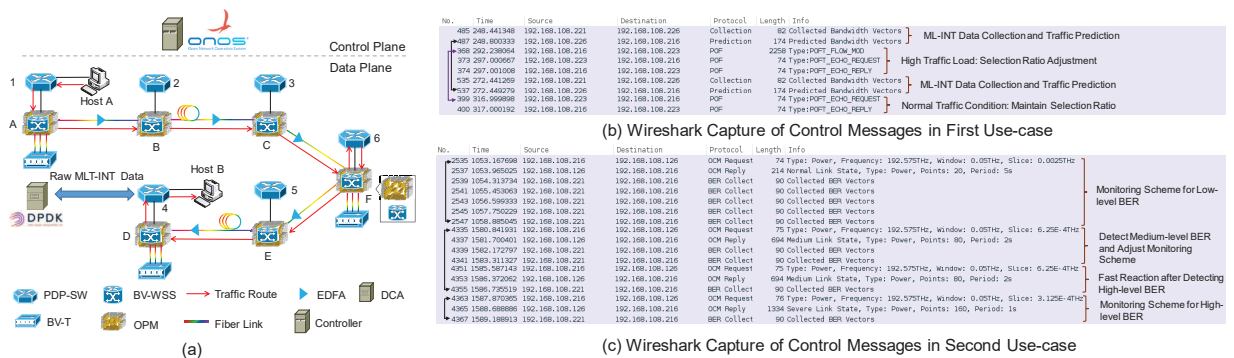 onos
Open Network Operating System
Control Plane
Data Plane
1
2
3
Host A
A
B
C
6
Raw MLT-INT Data
Host B
5
4
F
DPDK
D
E
PDP-SW
BV-WSS
Traffic Route
EDFA
DCA
BV-T
OPM
Fiber Link
Controller
(a)
No. Time Source Destination Protocol Length Info
485 248.441348 192.168.108.221 192.168.108.226 Collection 82 Collected Bandwidth Vectors
487 248.800333 192.168.108.226 192.168.108.216 Prediction 174 Predicted Bandwidth Vectors
368 292.238064 192.168.108.216 192.168.108.223 POF 2258 Type:POFT_FLOW_MOD
373 297.000667 192.168.108.223 192.168.108.216 POF 74 Type:POFT_ECHO_REQUEST
374 297.001008 192.168.108.216 192.168.108.223 POF 74 Type:POFT_ECHO_REPLY
535 272.441269 192.168.108.221 192.168.108.226 Collection 82 Collected Bandwidth Vectors
537 272.449279 192.168.108.226 192.168.108.216 Prediction 174 Predicted Bandwidth Vectors
399 316.999898 192.168.108.223 192.168.108.216 POF 74 Type:POFT_ECHO_REQUEST
400 317.000192 192.168.108.216 192.168.108.223 POF 74 Type:POFT_ECHO_REPLY
ML-INT Data Collection and Traffic Prediction
High Traffic Load: Selection Ratio Adjustment
ML-INT Data Collection and Traffic Prediction
Normal Traffic Condition: Maintain Selection Ratio
(b) Wireshark Capture of Control Messages in First Use-case
No. Time Source Destination Protocol Length Info
2535 1053.167698 192.168.108.216 192.168.108.126 OCM Request 74 Type: Power, Frequency: 192.575THz, Window: 0.05THz, Slice: 0.0025THz
2537 1053.965025 192.168.108.126 192.168.108.216 OCM Reply 214 Normal Link State, Type: Power, Points: 20, Period: 5s
2539 1054.313734 192.168.108.221 192.168.108.216 BER Collect 90 Collected BER Vectors
2541 1055.453063 192.168.108.221 192.168.108.216 BER Collect 90 Collected BER Vectors
2543 1056.599333 192.168.108.221 192.168.108.216 BER Collect 90 Collected BER Vectors
2545 1057.750229 192.168.108.221 192.168.108.216 BER Collect 90 Collected BER Vectors
2547 1058.885045 192.168.108.221 192.168.108.216 BER Collect 90 Collected BER Vectors
4335 1580.841931 192.168.108.216 192.168.108.126 OCM Request 75 Type: Power, Frequency: 192.575THz, Window: 0.05THz, Slice: 6.25E-4THz
4337 1581.700401 192.168.108.126 192.168.108.216 OCM Reply 694 Medium Link State, Type: Power, Points: 80, Period: 2s
4339 1582.172797 192.168.108.221 192.168.108.216 BER Collect 90 Collected BER Vectors
4341 1583.311327 192.168.108.221 192.168.108.216 BER Collect 90 Collected BER Vectors
4351 1585.587143 192.168.108.216 192.168.108.126 OCM Request 75 Type: Power, Frequency: 192.575THz, Window: 0.05THz, Slice: 6.25E-4THz
4353 1586.372062 192.168.108.126 192.168.108.216 OCM Reply 694 Medium Link State, Type: Power, Points: 80, Period: 2s
4355 1586.735519 192.168.108.221 192.168.108.216 BER Collect 90 Collected BER Vectors
4363 1587.870365 192.168.108.216 192.168.108.126 OCM Request 76 Type: Power, Frequency: 192.575THz, Window: 0.05THz, Slice: 3.125E-4THz
4365 1588.688886 192.168.108.126 192.168.108.216 OCM Reply 1334 Severe Link State, Type: Power, Points: 160, Period: 1s
4367 1589.188913 192.168.108.221 192.168.108.216 BER Collect 90 Collected BER Vectors
Monitoring Scheme for Low-
level BER
Detect Medium-level BER
and Adjust Monitoring
Scheme
Fast Reaction after Detecting
High-level BER
Monitoring Scheme for High-
level BER
(c) Wireshark Capture of Control Messages in Second Use-case